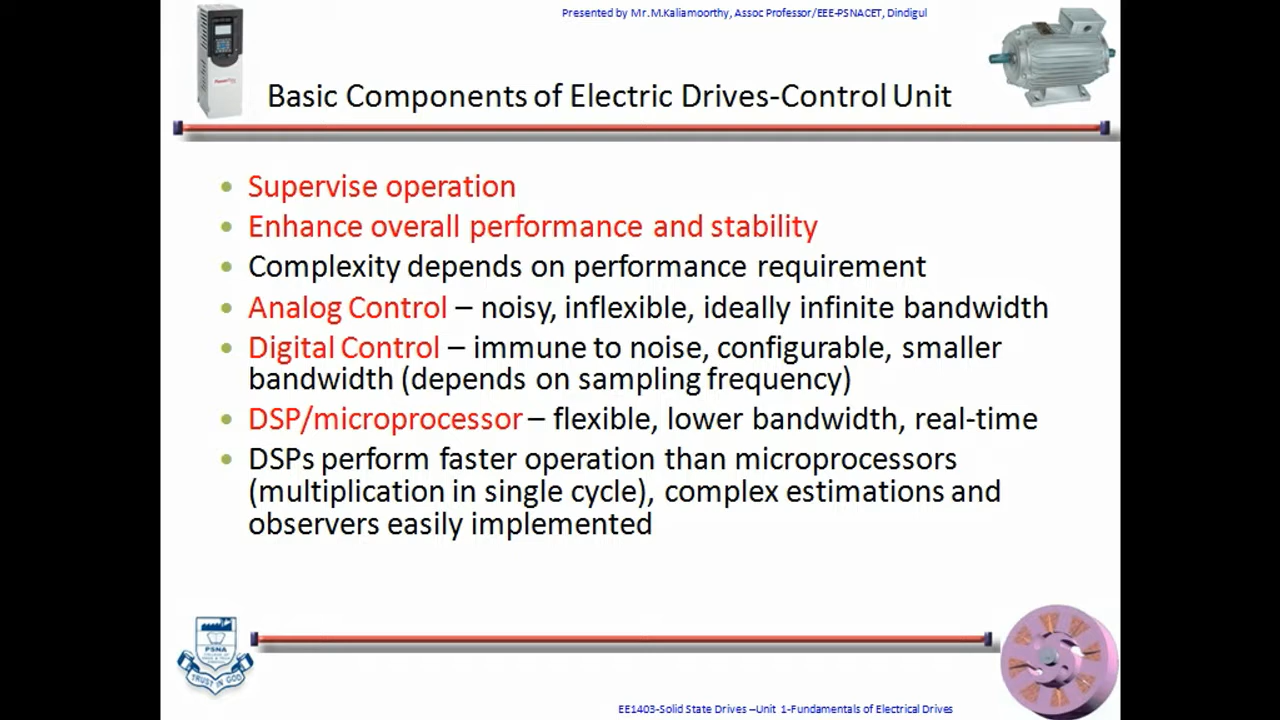 Presented by Mr.M.Kaliamoorthy, Assoc Professor/EEE-PSNACET, Dindigul
Basic Components of Electric Drives-Control Unit
• Supervise operation
• Enhance overall performance and stability
• Complexity depends on performance requirement
• Analog Control – noisy, inflexible, ideally infinite bandwidth
• Digital Control – immune to noise, configurable, smaller
bandwidth (depends on sampling frequency)
• DSP/microprocessor – flexible, lower bandwidth, real-time
• DSPs perform faster operation than microprocessors
(multiplication in single cycle), complex estimations and
observers easily implemented
PSNA
TRUST IN GOD
EE1403-Solid State Drives –Unit 1-Fundamentals of Electrical Drives